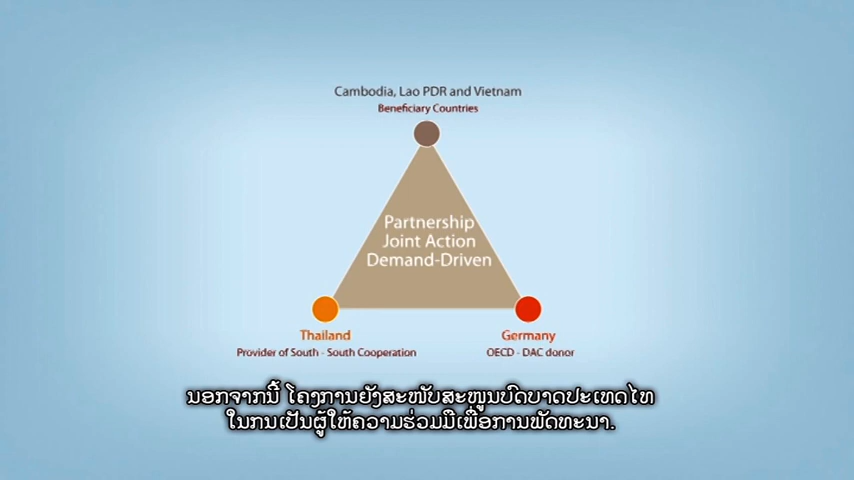 Cambodia, Lao PDR and Vietnam
Beneficiary Countries
Partnership
Joint Action
Demand-Driven
Thailand
Provider of South - South Cooperation
Germany
OECD - DAC donor
ນອກຈາກນີ້ ໂຄງການຍັງສະໜັບສະໜູນບົດບາດປະເທດໄທ
ໃນການເປັນຜູ້ໃຫ້ຄວາມຮ່ວມມືເພື່ອການພັດທະນາ.